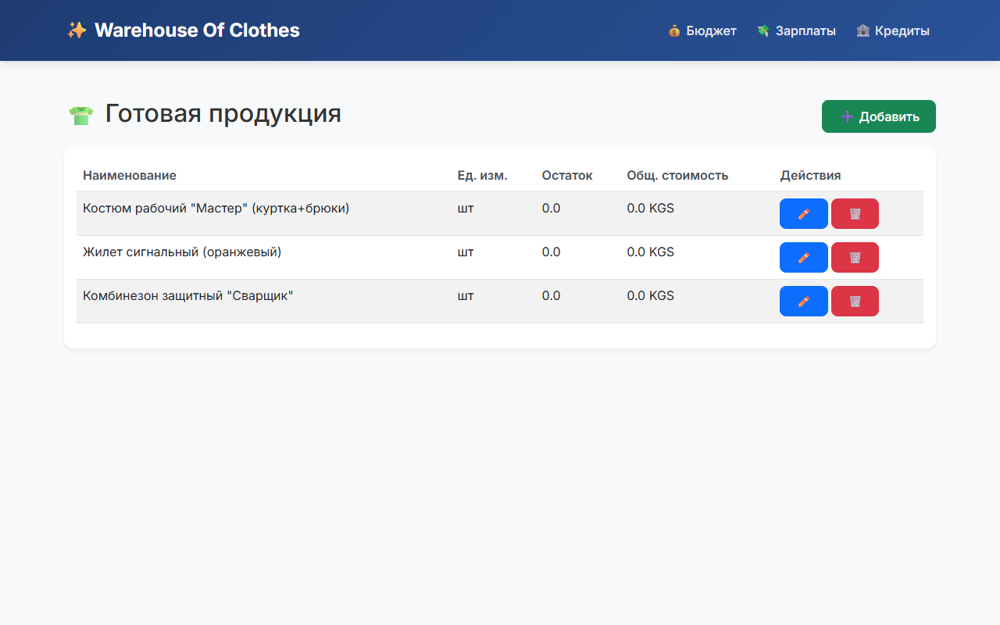 Warehouse Of Clothes
Бюджет Зарплаты Кредиты
Готовая продукция
Добавить
Наименование Ед. изм. Остаток Общ. стоимость Действия
Костюм рабочий "Мастер" (куртка+брюки) шт 0.0 0.0 KGS
Жилет сигнальный (оранжевый) шт 0.0 0.0 KGS
Комбинезон защитный "Сварщик" шт 0.0 0.0 KGS